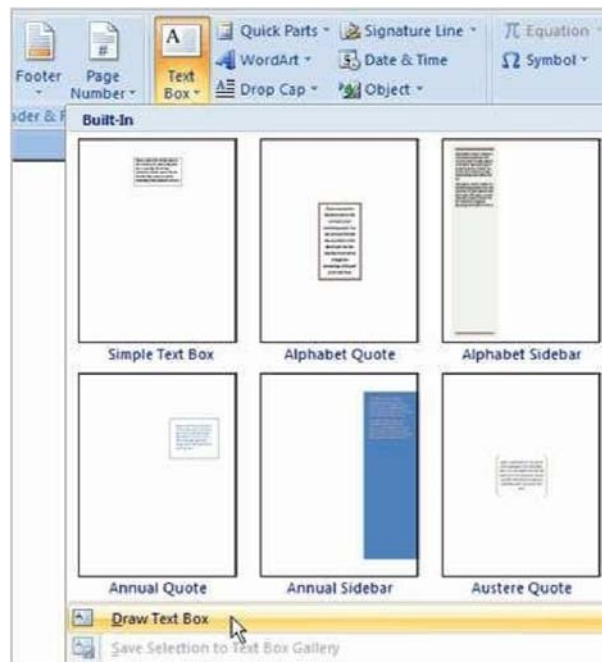 Footer
Page Number
Text Box
Quick Parts
WordArt
Drop Cap
Signature Line
Date & Time
Object
Equation
Symbol
der & F
Built-In
Simple Text Box
Alphabet Quote
Alphabet Sidebar
Annual Quote
Annual Sidebar
Austere Quote
Draw Text Box
Save Selection to Text Box Gallery